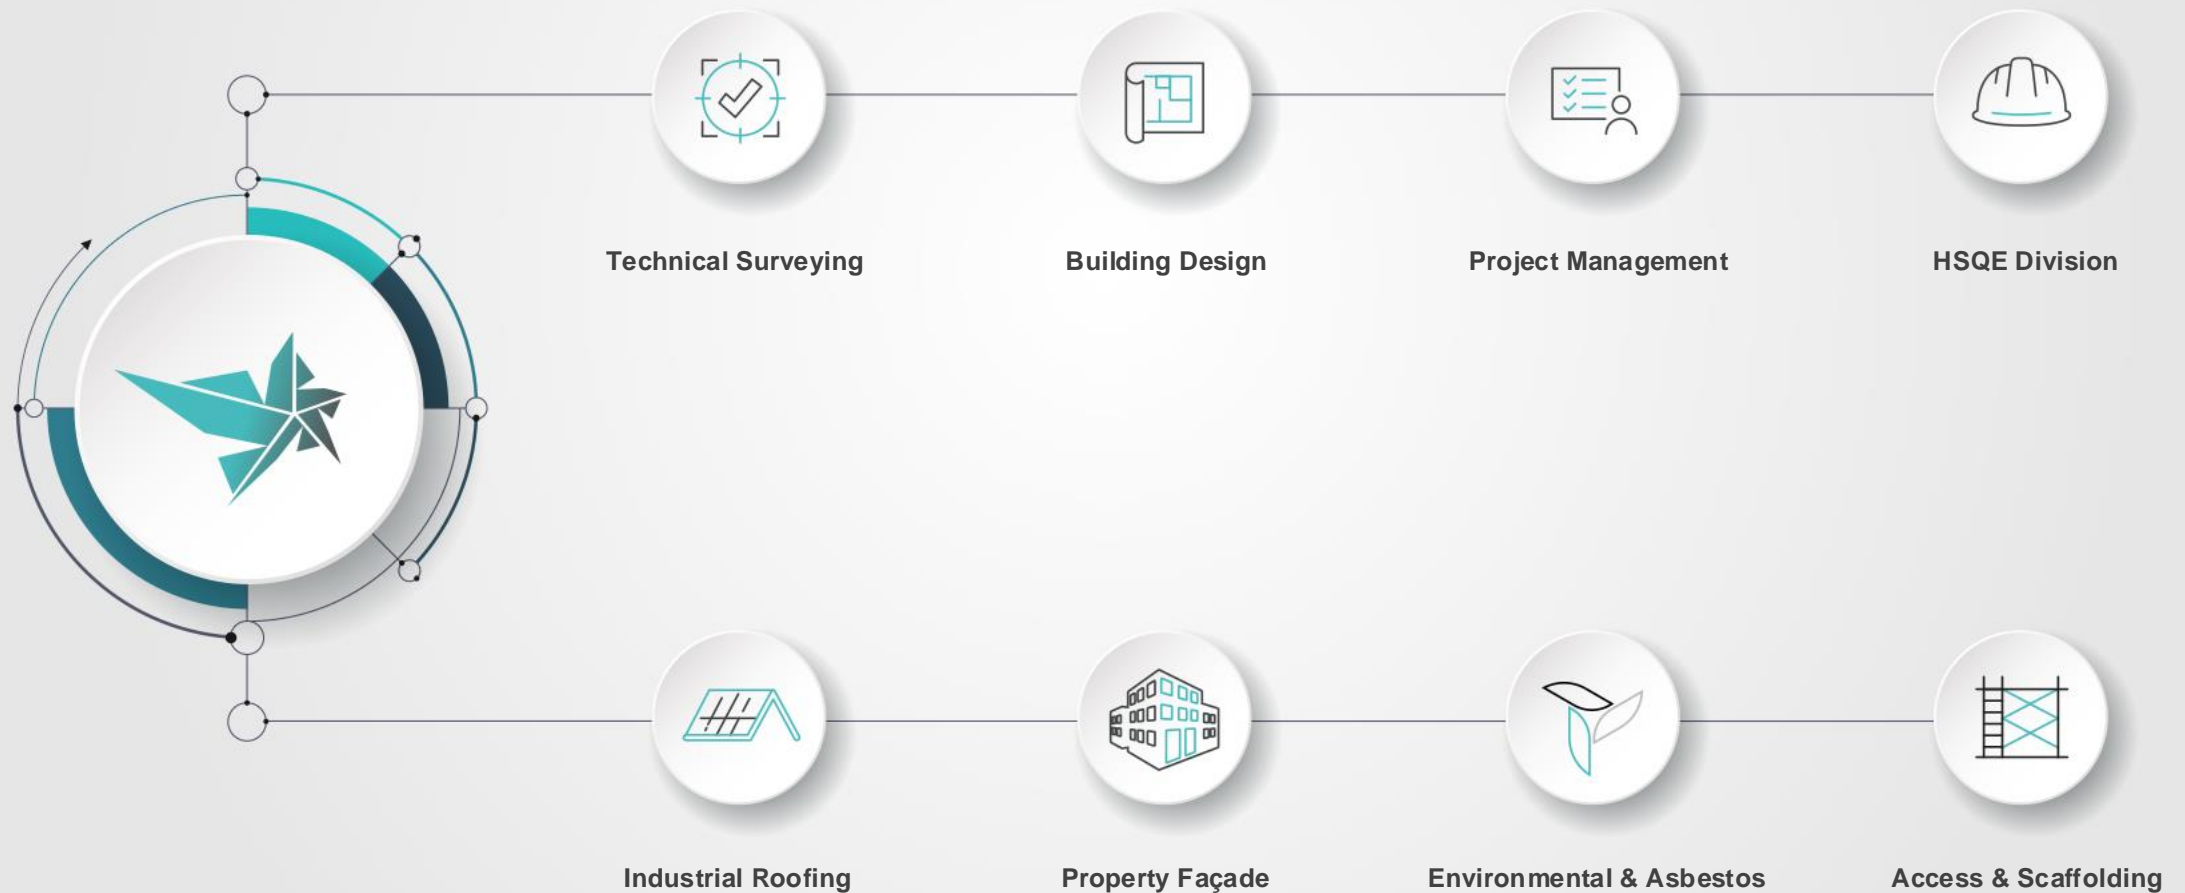 Technical Surveying
Building Design
Project Management
HSQE Division
Industrial Roofing
Property Façade
Environmental & Asbestos
Access & Scaffolding